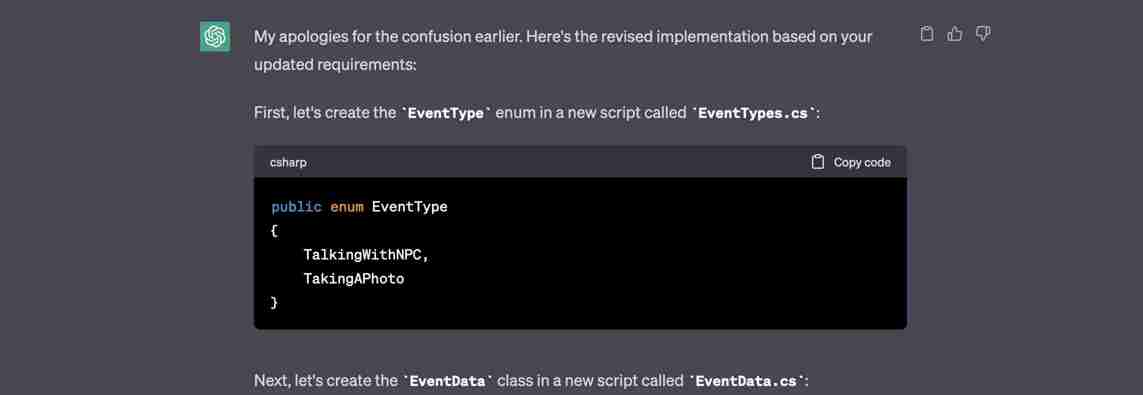 My apologies for the confusion earlier. Here's the revised implementation based on your
updated requirements:
First, let's create the `EventType` enum in a new script called `EventTypes.cs`:
csharp
Copy code
public enum EventType
{
    TalkingWithNPC,
    TakingAPhoto
}
Next, let's create the `EventData` class in a new script called `EventData.cs`: